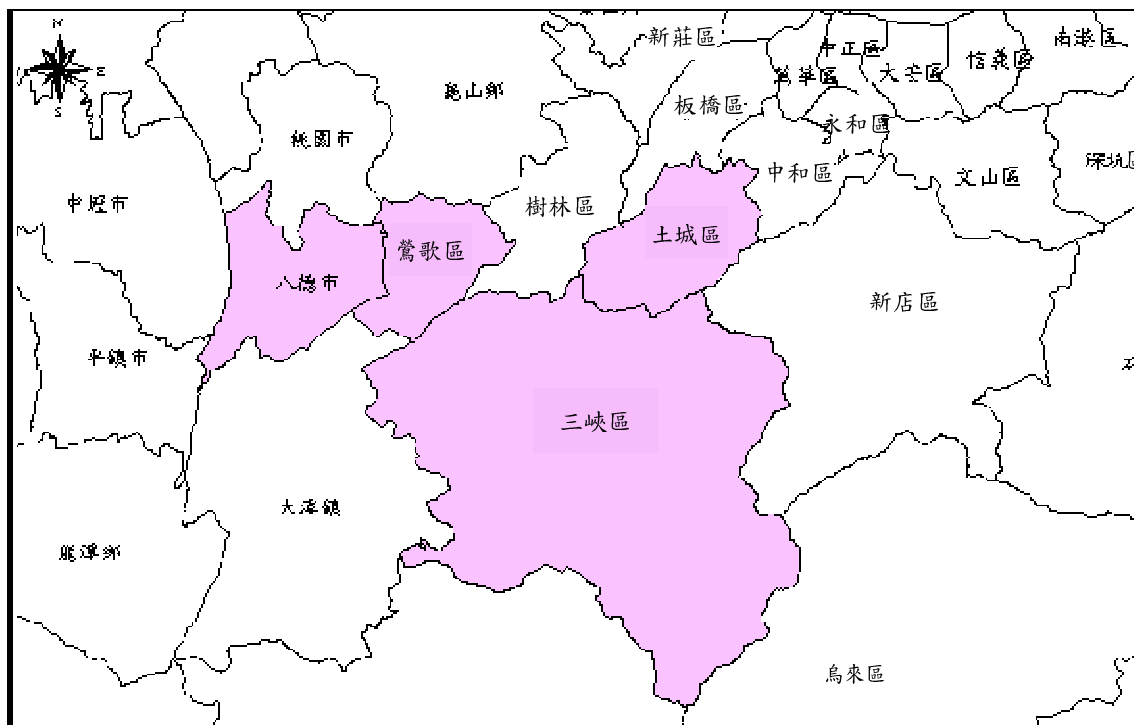 N
新莊區
中正區
南港區
信義區
萬華區
大安區
E
龜山鄉
板橋區
S
永和區
桃園市
深坑區
中和區
文山區
中壢市
樹林區
土城區
鶯歌區
八德市
新店區
平鎮市
三峽區
大溪鎮
龍潭鄉
烏來區